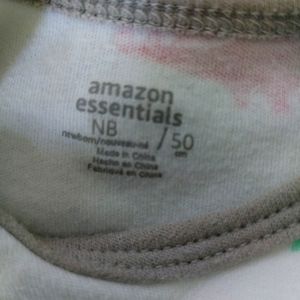 amazon
essentials
NB / 50
newborn/nouveau-né cm
Made in China
Hecho en China
Fabriqué en Chine